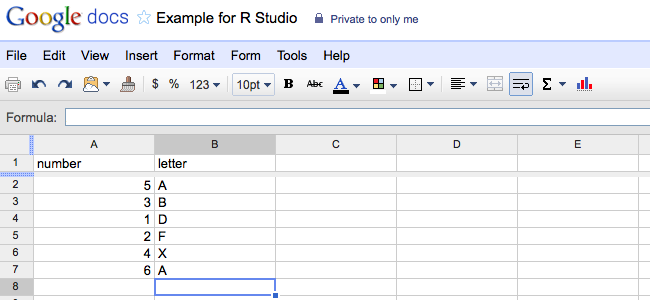 Google docs Example for R Studio Private to only me
File Edit View Insert Format Form Tools Help
$ % 123 10pt B Abc A Σ
Formula:
A B C D E
1 number letter
2 5 A
3 3 B
4 1 D
5 2 F
6 4 X
7 6 A
8